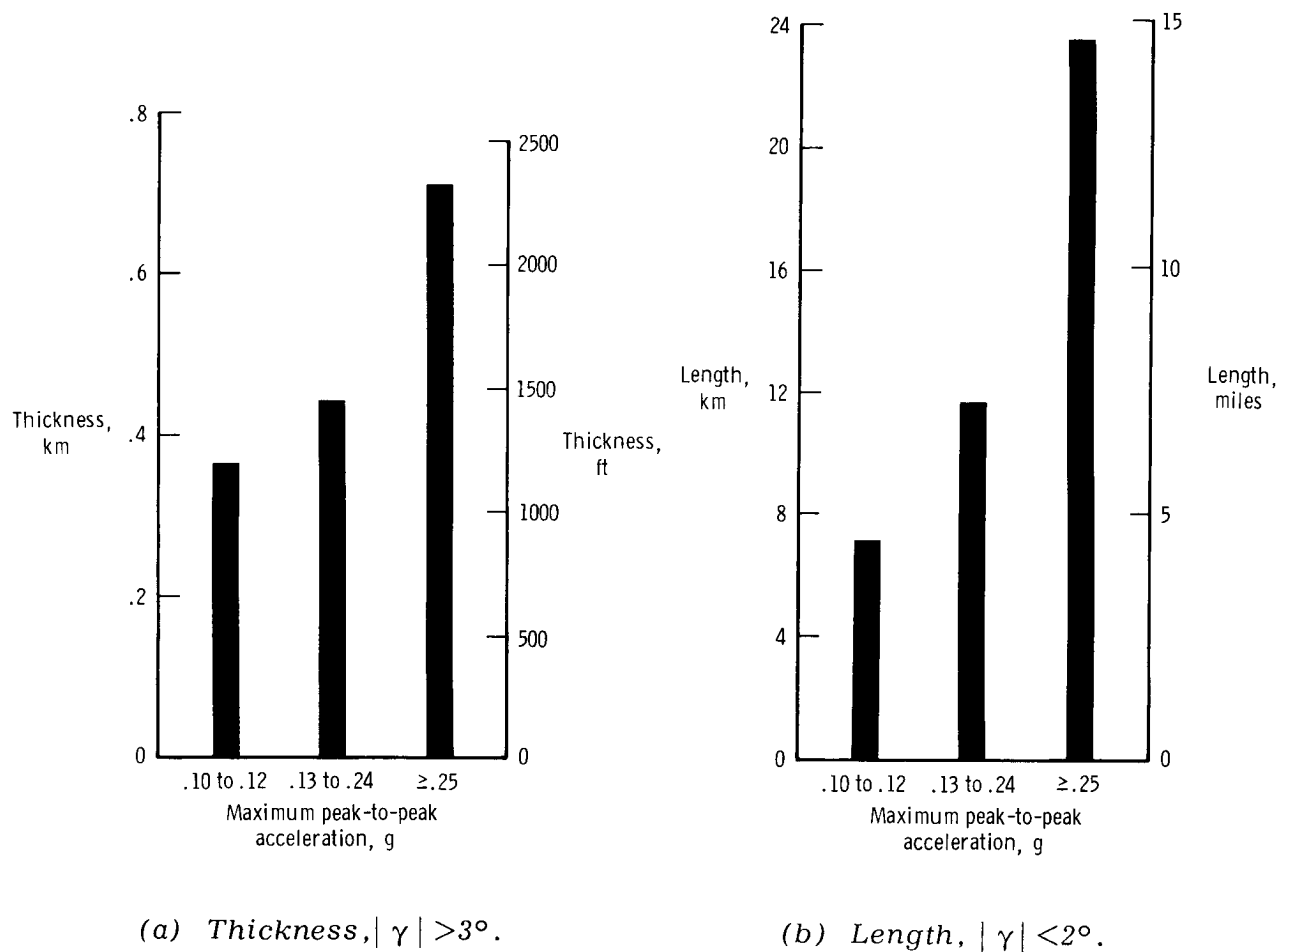 .8
.6
.4
.2
0
Thickness,
km
2500
2000
1500
1000
500
0
Thickness,
ft
.10 to .12 .13 to .24 ≥.25
Maximum peak-to-peak
acceleration, g
(a) Thickness, | γ | >3°.
24
20
16
12
8
4
0
Length,
km
15
10
5
0
Length,
miles
.10 to .12 .13 to .24 ≥.25
Maximum peak-to-peak
acceleration, g
(b) Length, | γ | <2°.